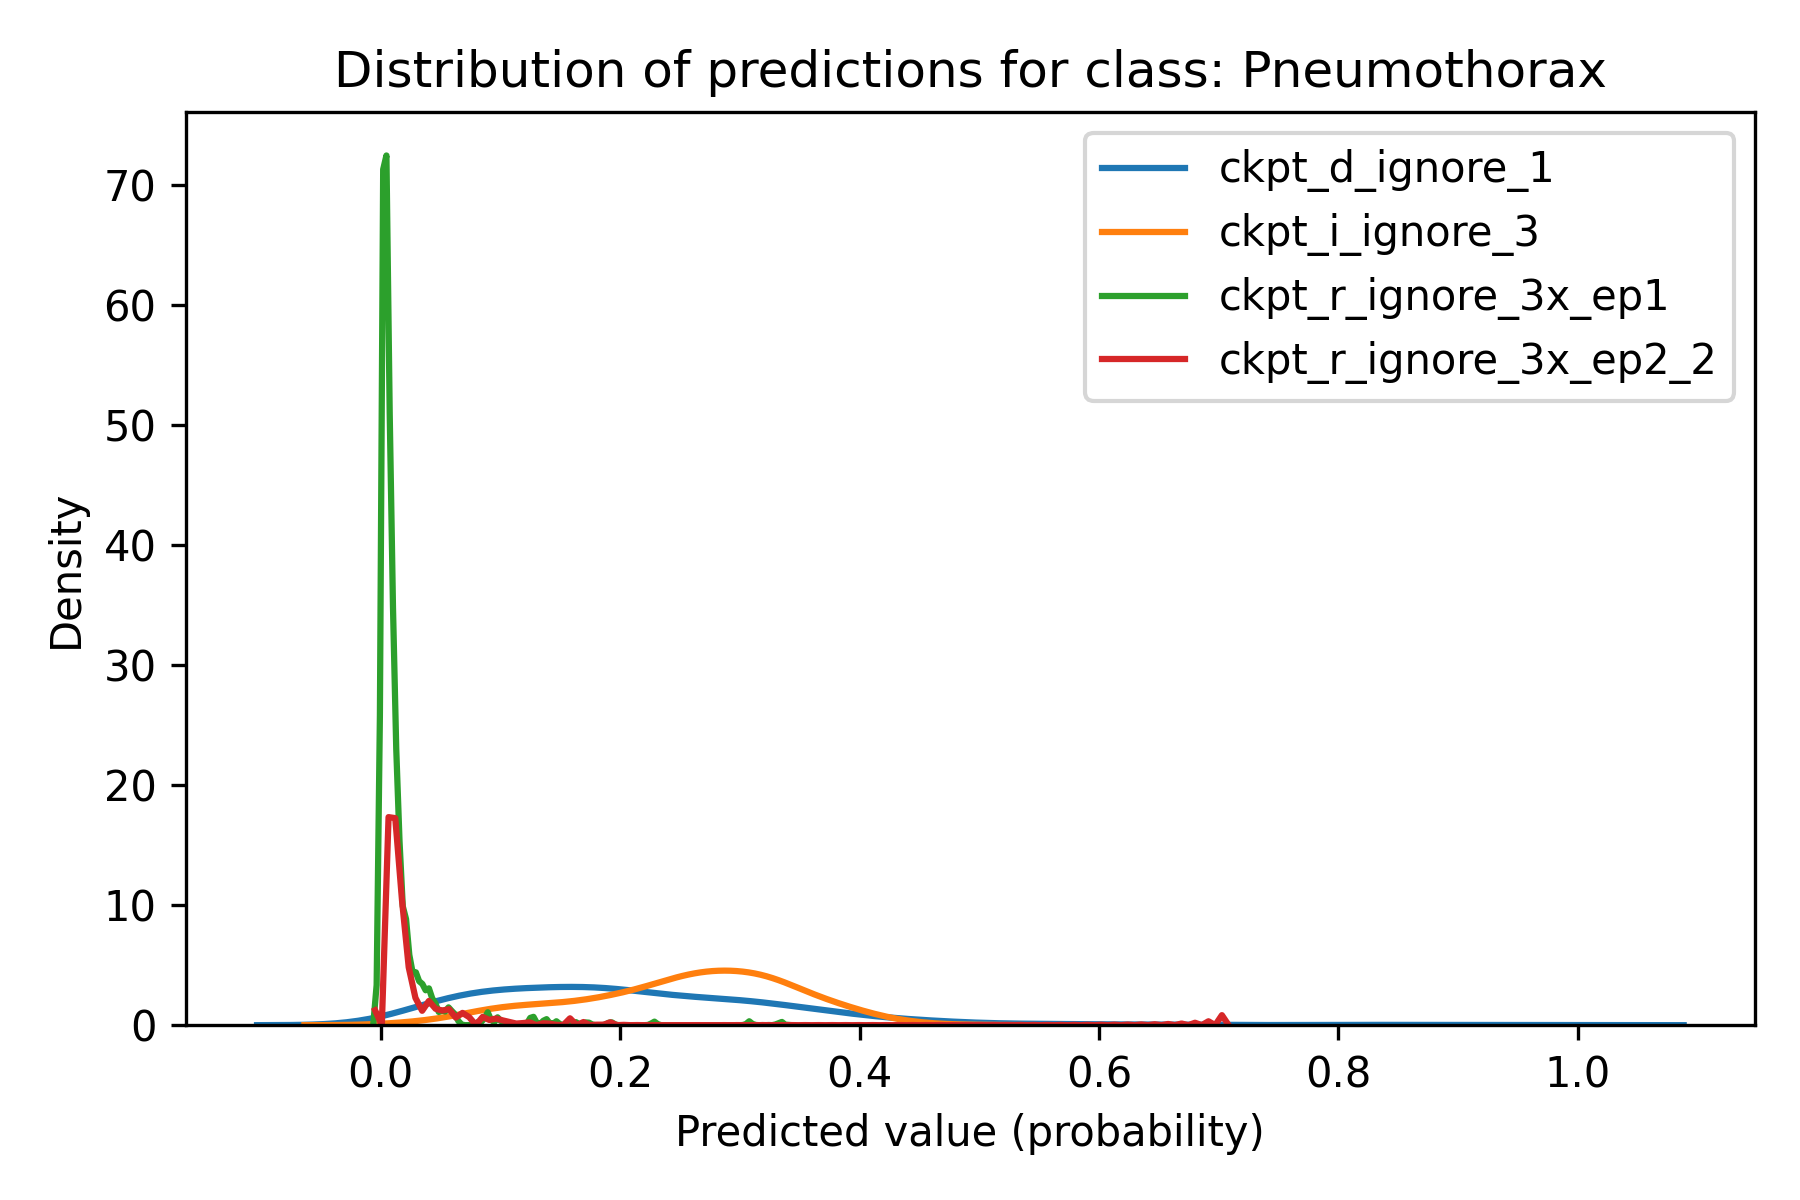 Distribution of predictions for class: Pneumothorax
ckpt_d_ignore_1
ckpt_i_ignore_3
ckpt_r_ignore_3x_ep1
ckpt_r_ignore_3x_ep2_2
70
60
50
40
30
20
10
0
Density
0.0 0.2 0.4 0.6 0.8 1.0
Predicted value (probability)